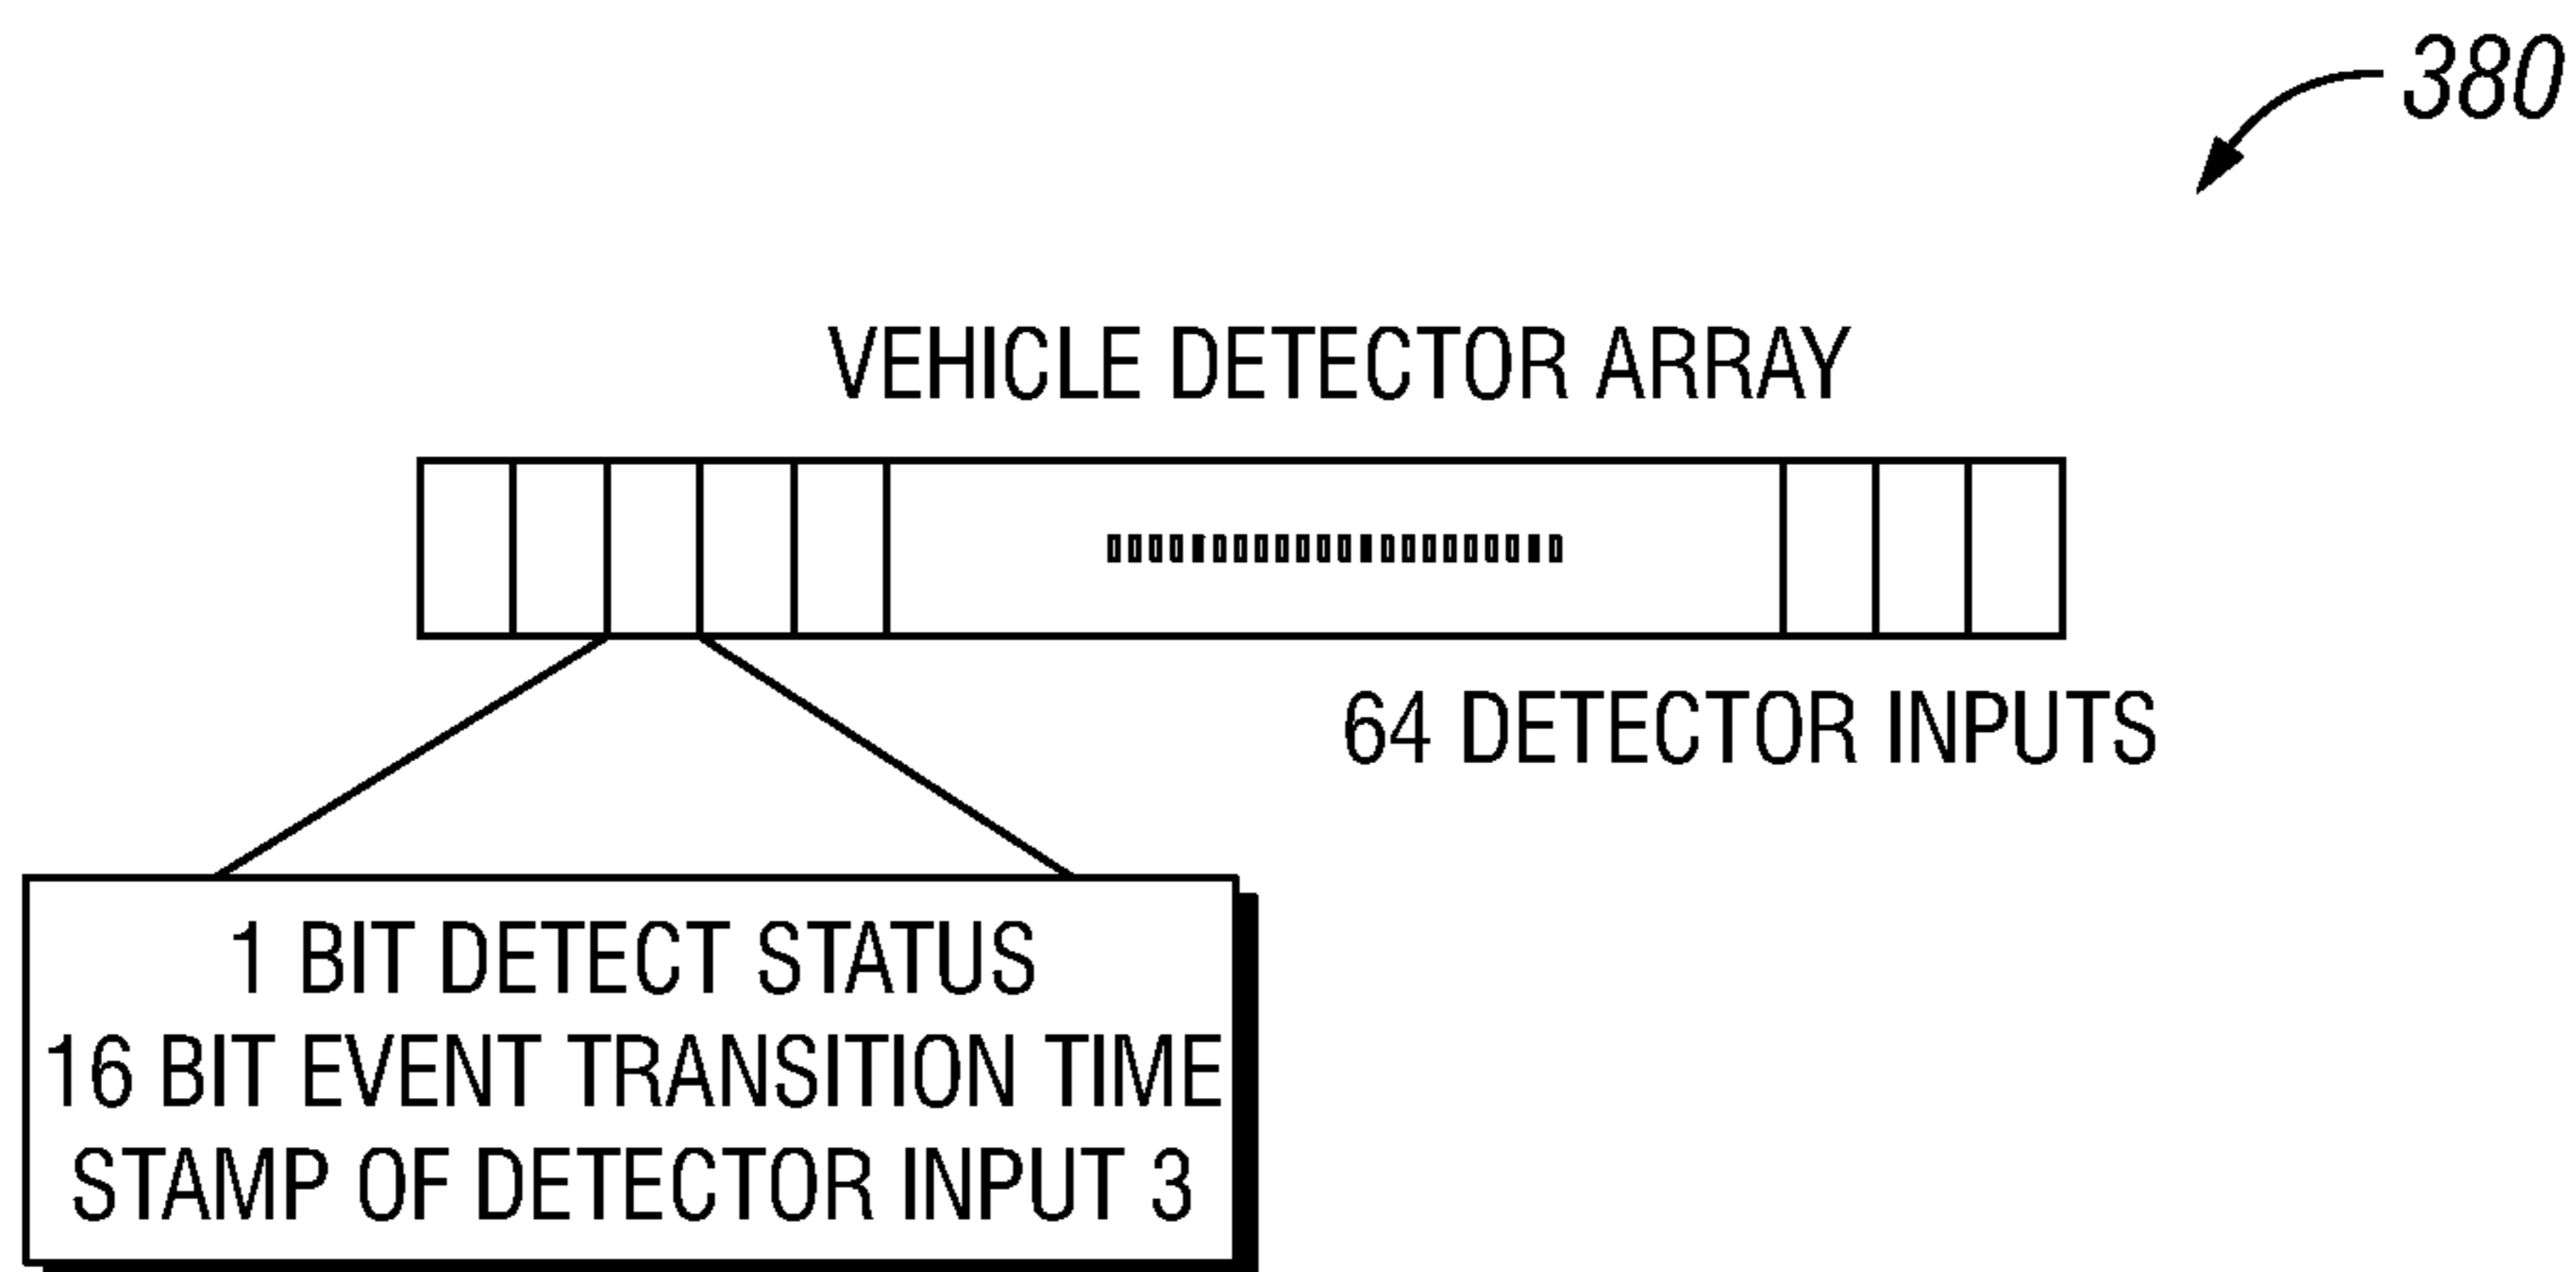 380
VEHICLE DETECTOR ARRAY
64 DETECTOR INPUTS
1 BIT DETECT STATUS
16 BIT EVENT TRANSITION TIME
STAMP OF DETECTOR INPUT 3